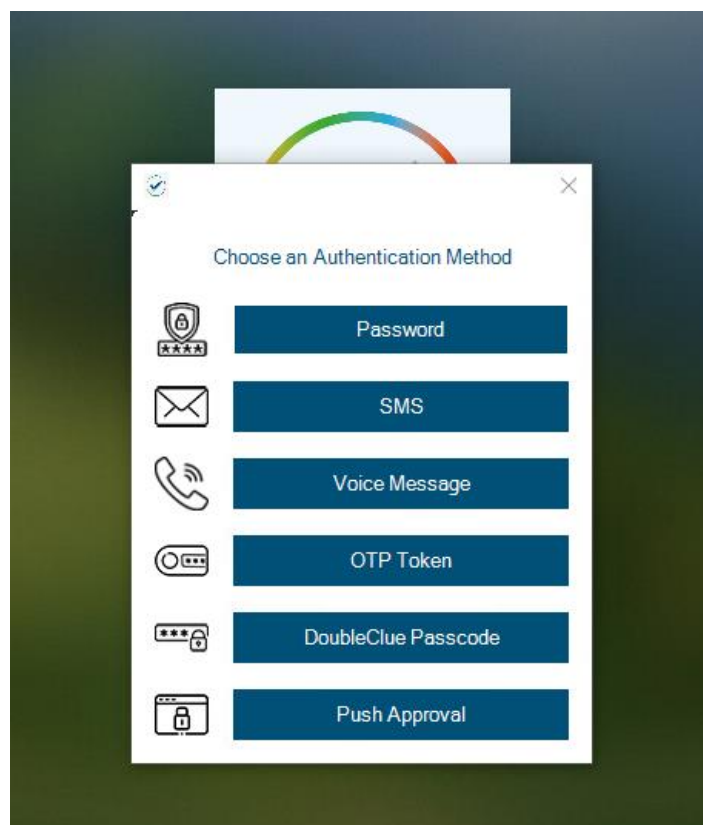 Choose an Authentication Method
Password
SMS
Voice Message
OTP Token
DoubleClue Passcode
Push Approval